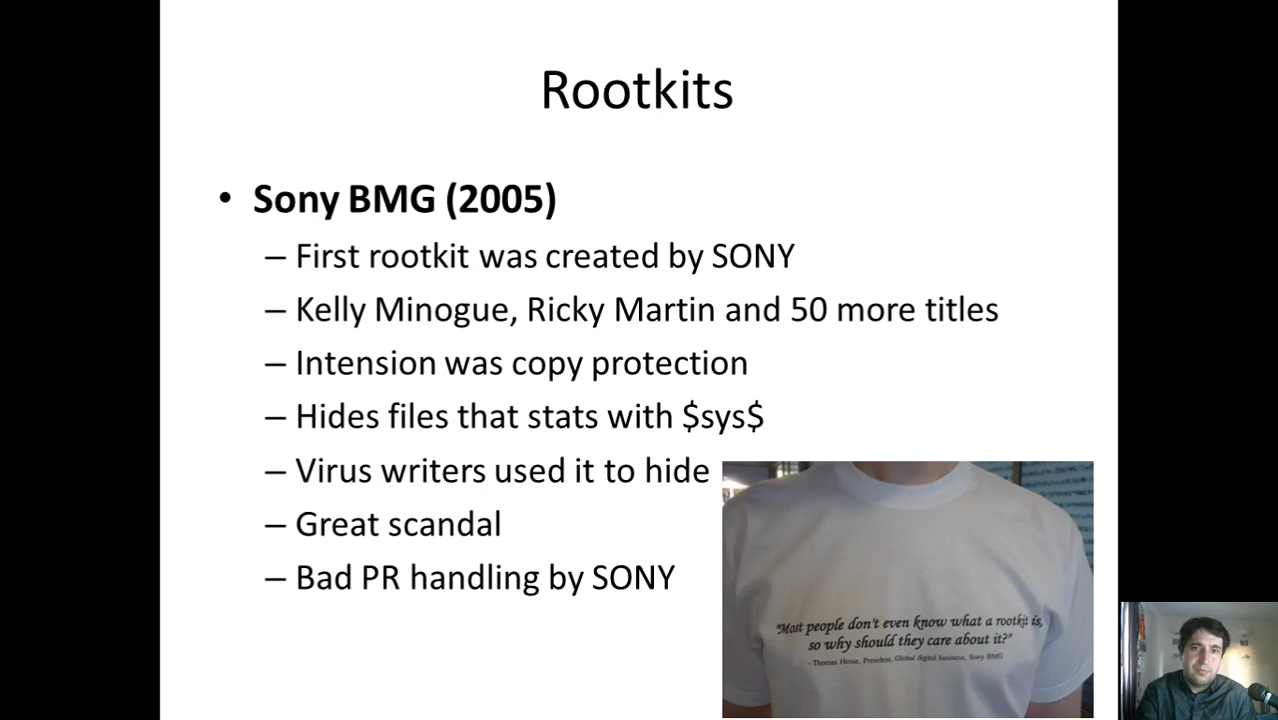 Rootkits
• Sony BMG (2005)
– First rootkit was created by SONY
– Kelly Minogue, Ricky Martin and 50 more titles
– Intension was copy protection
– Hides files that stats with $sys$
– Virus writers used it to hide
– Great scandal
– Bad PR handling by SONY
"Most people don't even know what a rootkit is,
so why should they care about it?"
- Thomas Hesse, President, Global digital business, Sony BMG